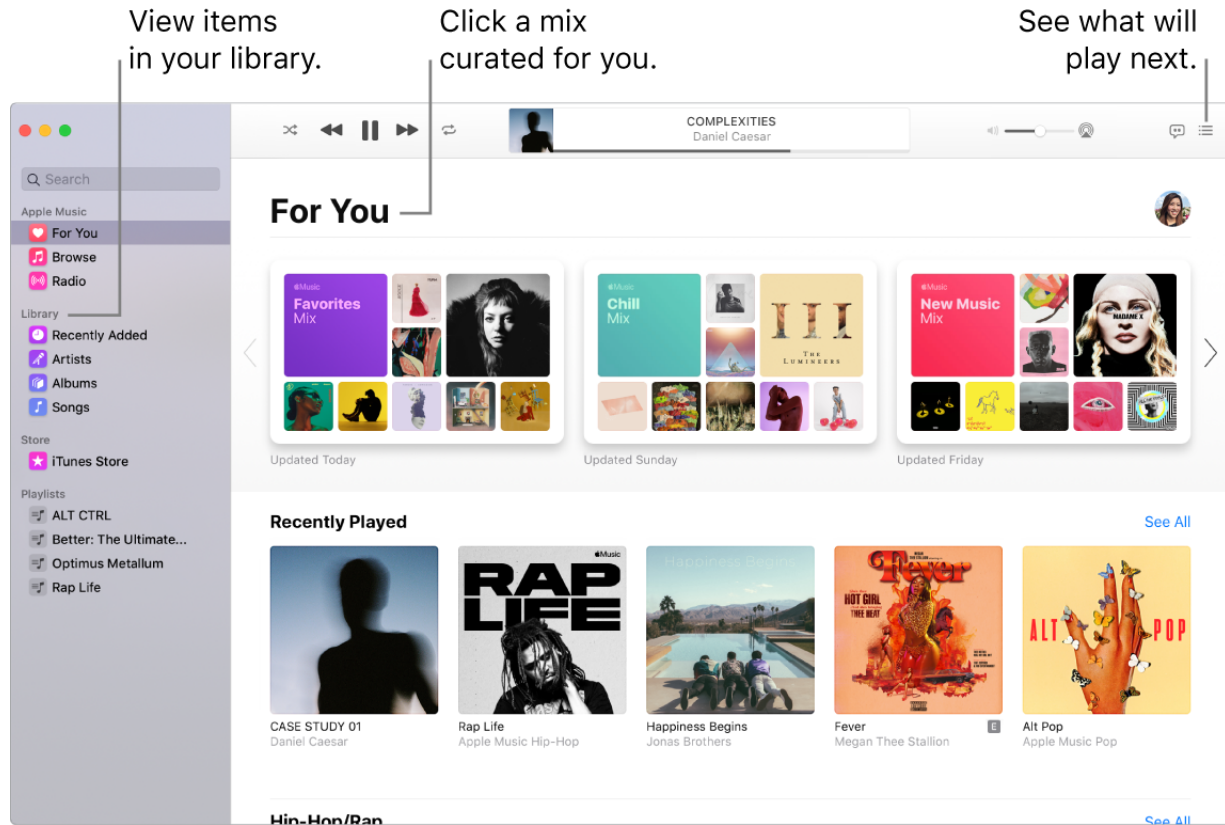 View items
in your library.
Click a mix
curated for you.
See what will
play next.
COMPLEXITIES
Daniel Caesar
Search
Apple Music
For You
Browse
Radio
Library
Recently Added
Artists
Albums
Songs
Store
iTunes Store
Playlists
ALT CTRL
Better: The Ultimate...
Optimus Metallum
Rap Life
For You
Music
Favorites
Mix
Updated Today
Music
Chill
Mix
III
THE
LUMINEERS
Updated Sunday
Music
New Music
Mix
MADAME X
Updated Friday
Recently Played
See All
Music
RAP
LIFE
Happiness Begins
Fever
HOT GIRL
THEE HEAT
ALT POP
CASE STUDY 01
Daniel Caesar
Rap Life
Apple Music Hip-Hop
Happiness Begins
Jonas Brothers
Fever
E
Megan Thee Stallion
Alt Pop
Apple Music Pop
Hip-Hop/Rap
See All